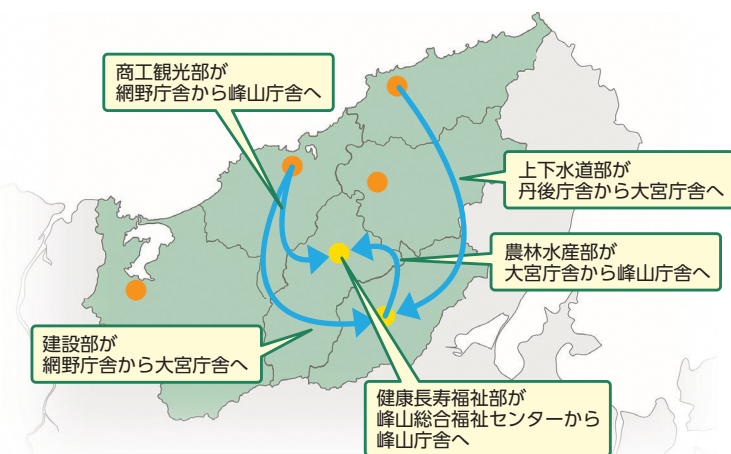 商工観光部が
網野庁舎から峰山庁舎へ
上下水道部が
丹後庁舎から大宮庁舎へ
農林水産部が
大宮庁舎から峰山庁舎へ
建設部が
網野庁舎から大宮庁舎へ
健康長寿福祉部が
峰山総合福祉センターから
峰山庁舎へ